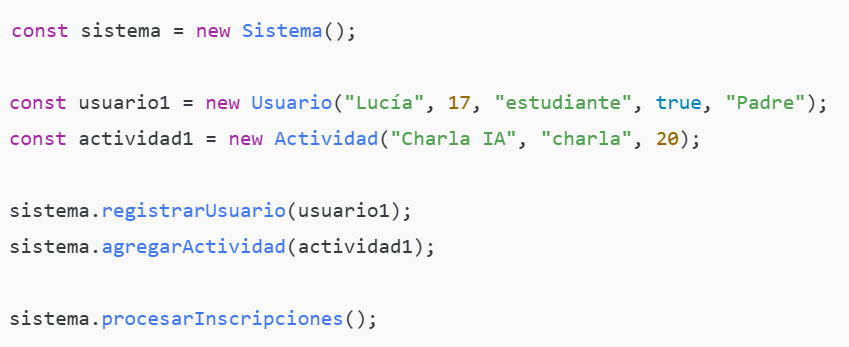 const sistema = new Sistema();
const usuario1 = new Usuario("Lucía", 17, "estudiante", true, "Padre");
const actividad1 = new Actividad("Charla IA", "charla", 20);
sistema.registrarUsuario(usuario1);
sistema.agregarActividad(actividad1);
sistema.procesarInscripciones();